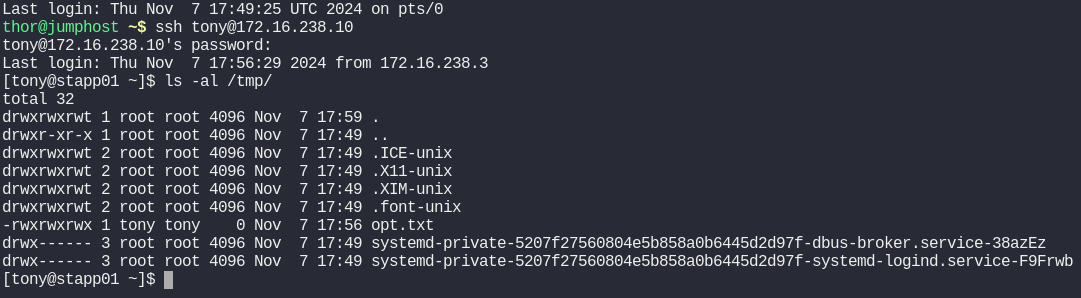 Last login: Thu Nov  7 17:49:25 UTC 2024 on pts/0
thor@jumphost ~$ ssh tony@172.16.238.10
tony@172.16.238.10's password:
Last login: Thu Nov  7 17:56:29 2024 from 172.16.238.3
[tony@stapp01 ~]$ ls -al /tmp/
total 32
drwxrwxrwt 1 root root 4096 Nov  7 17:59 .
drwxr-xr-x 1 root root 4096 Nov  7 17:49 ..
drwxrwxrwt 2 root root 4096 Nov  7 17:49 .ICE-unix
drwxrwxrwt 2 root root 4096 Nov  7 17:49 .X11-unix
drwxrwxrwt 2 root root 4096 Nov  7 17:49 .XIM-unix
drwxrwxrwt 2 root root 4096 Nov  7 17:49 .font-unix
-rwxrwxrwx 1 tony tony    0 Nov  7 17:56 opt.txt
drwx------ 3 root root 4096 Nov  7 17:49 systemd-private-5207f27560804e5b858a0b6445d2d97f-dbus-broker.service-38azEz
drwx------ 3 root root 4096 Nov  7 17:49 systemd-private-5207f27560804e5b858a0b6445d2d97f-systemd-logind.service-F9Frwb
[tony@stapp01 ~]$